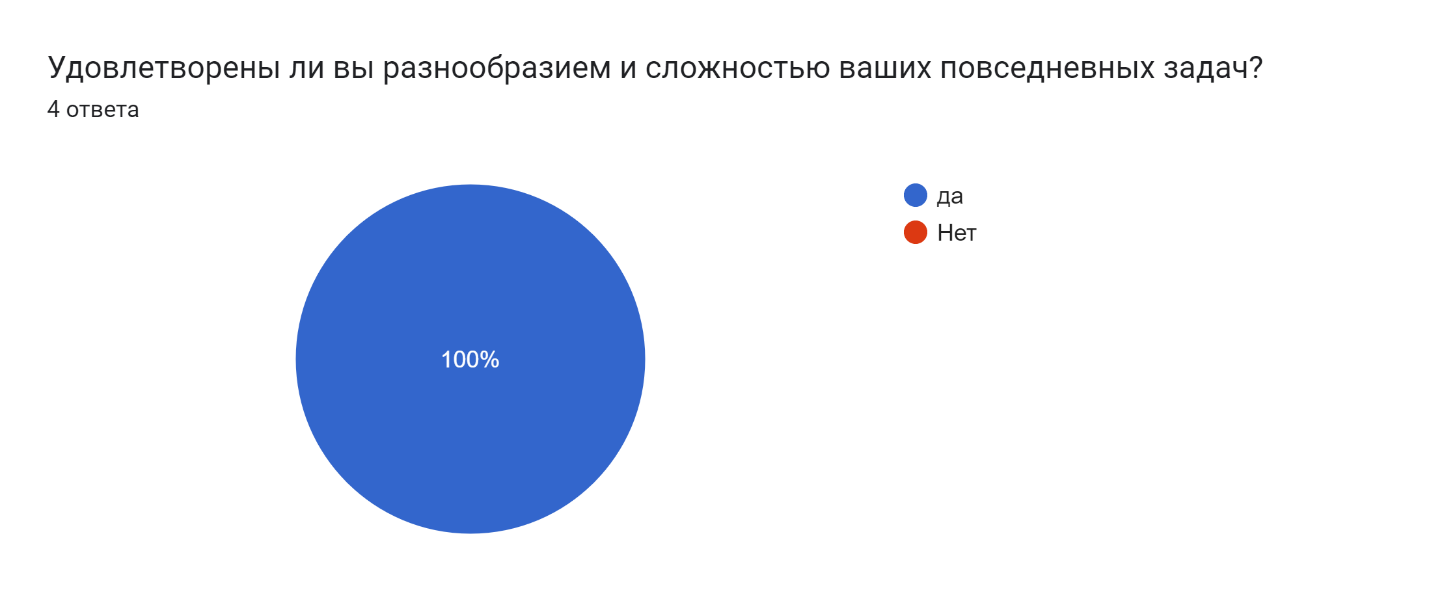 Удовлетворены ли вы разнообразием и сложностью ваших повседневных задач?
4 ответа
да
Нет
100%